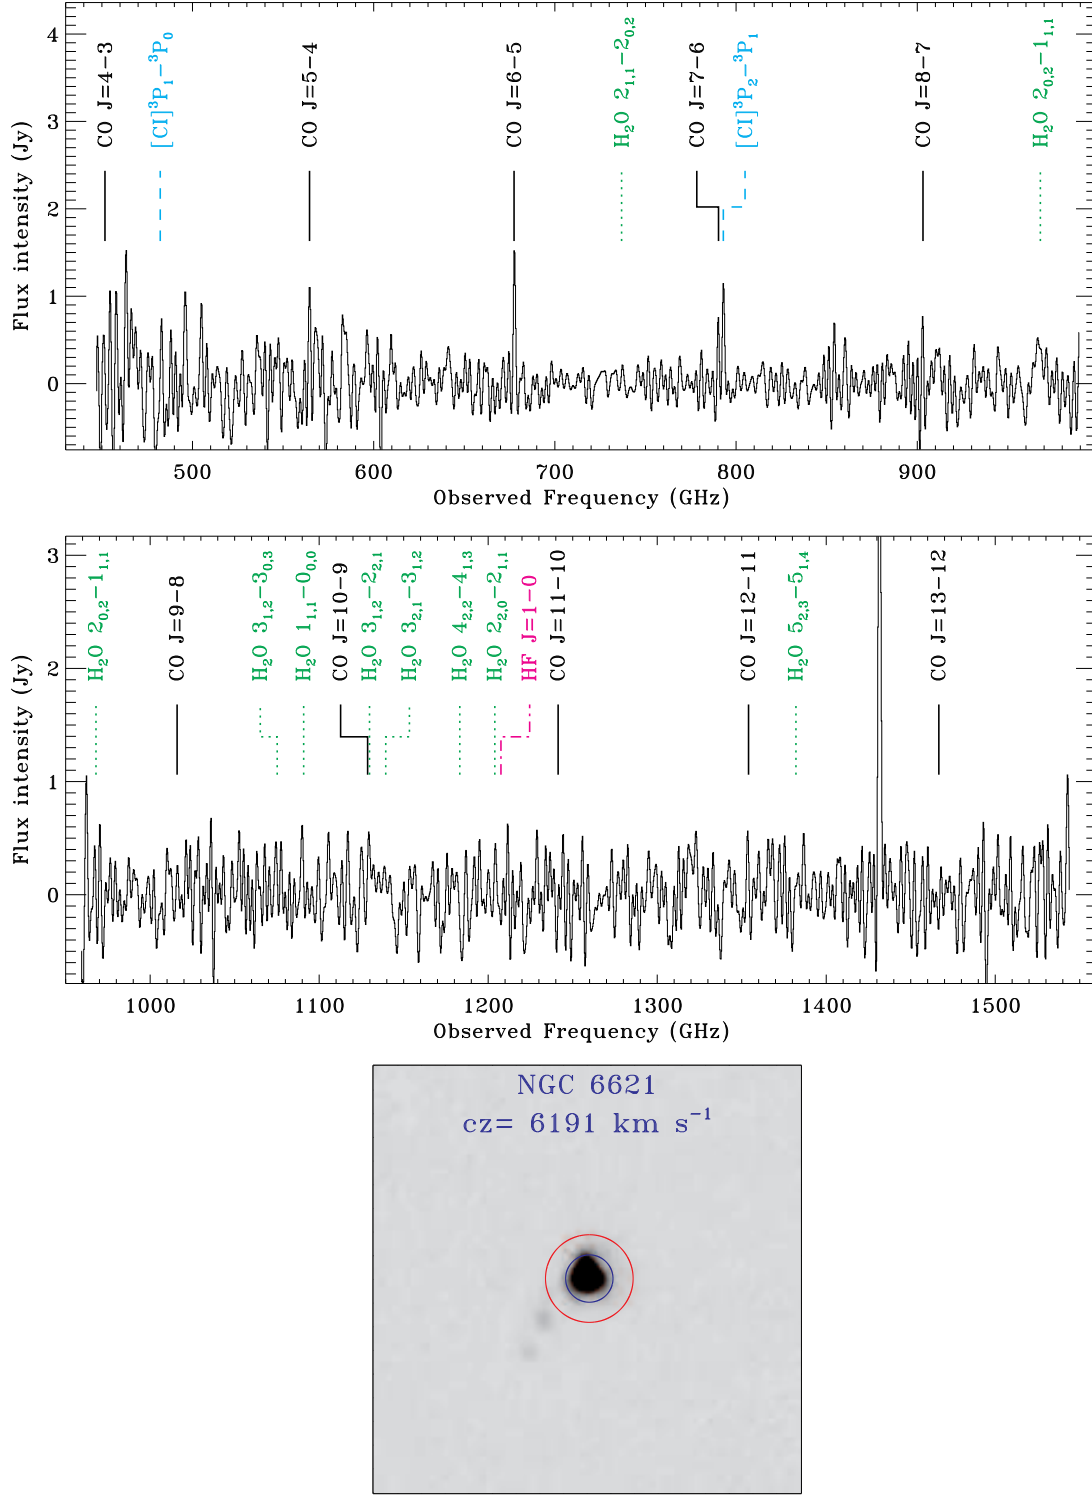 CO J=4−3
[CI]³P₁−³P₀
CO J=5−4
CO J=6−5
H₂O 2₁,₁−2₀,₂
CO J=7−6
[CI]³P₂−³P₁
CO J=8−7
H₂O 2₀,₂−1₁,₁
Flux intensity (Jy)
4
3
2
1
0
500 600 700 800 900
Observed Frequency (GHz)
H₂O 2₀,₂−1₁,₁
CO J=9−8
H₂O 3₁,₂−3₀,₃
H₂O 1₁,₁−0₀,₀
CO J=10−9
H₂O 3₁,₂−2₂,₁
H₂O 3₂,₁−3₁,₂
H₂O 4₂,₂−4₁,₃
H₂O 2₂,₀−2₁,₁
HF J=1−0
CO J=11−10
CO J=12−11
H₂O 5₂,₃−5₁,₄
CO J=13−12
Flux intensity (Jy)
3
2
1
0
1000 1100 1200 1300 1400 1500
Observed Frequency (GHz)
NGC 6621
cz= 6191 km s⁻¹